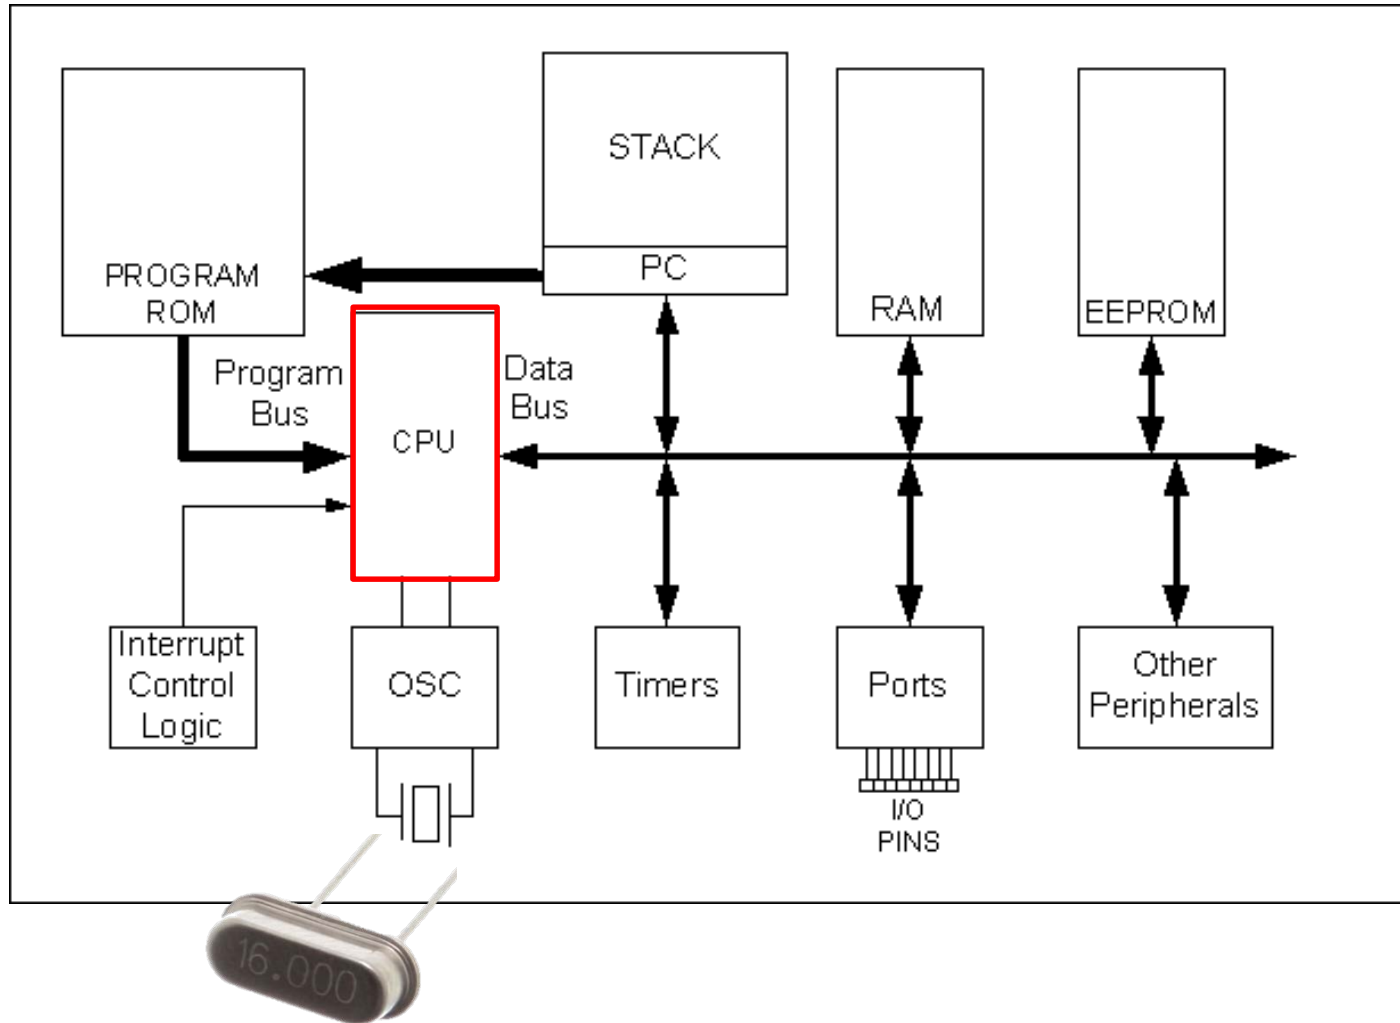 STACK
PC
PROGRAM
ROM
RAM
EEPROM
Program
Bus
Data
Bus
CPU
Interrupt
Control
Logic
OSC
Timers
Ports
Other
Peripherals
I/O
PINS
16.000